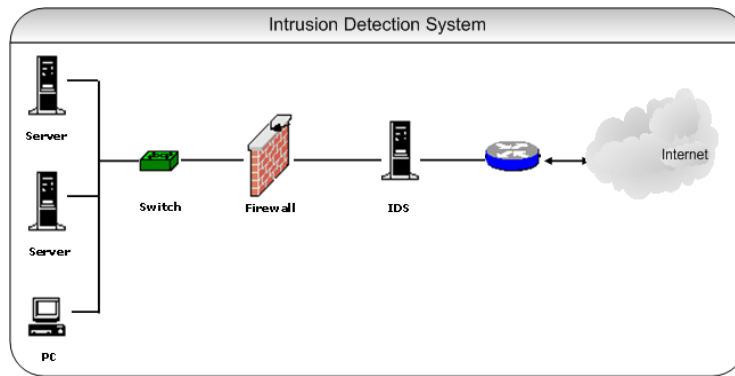 Intrusion Detection System
Server
Switch
Firewall
IDS
Internet
Server
PC